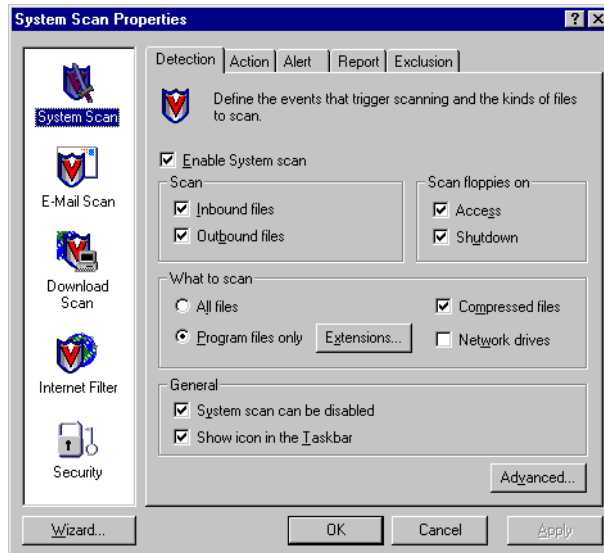 System Scan Properties
System Scan
E-Mail Scan
Download
Scan
Internet Filter
Security
Wizard...
Detection
Action
Alert
Report
Exclusion
Define the events that trigger scanning and the kinds of files
to scan.
Enable System scan
Scan
Inbound files
Outbound files
Scan floppies on
Access
Shutdown
What to scan
All files
Program files only
Extensions...
Compressed files
Network drives
General
System scan can be disabled
Show icon in the Taskbar
Advanced...
OK
Cancel
Apply